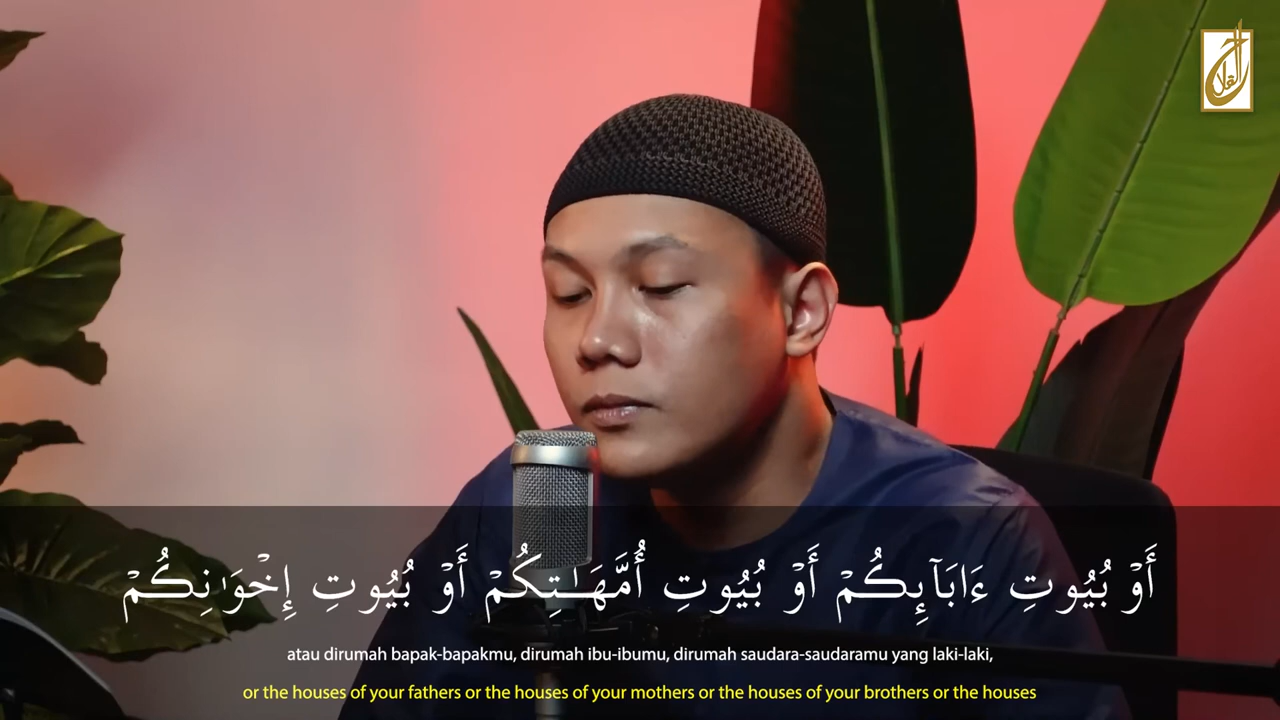 أَوْ بُيُوتِ ءَابَآئِكُمْ أَوْ بُيُوتِ أُمَّهَـٰتِكُمْ أَوْ بُيُوتِ إِخْوَٰنِكُمْ
atau dirumah bapak-bapakmu, dirumah ibu-ibumu, dirumah saudara-saudaramu yang laki-laki,
or the houses of your fathers or the houses of your mothers or the houses of your brothers or the houses